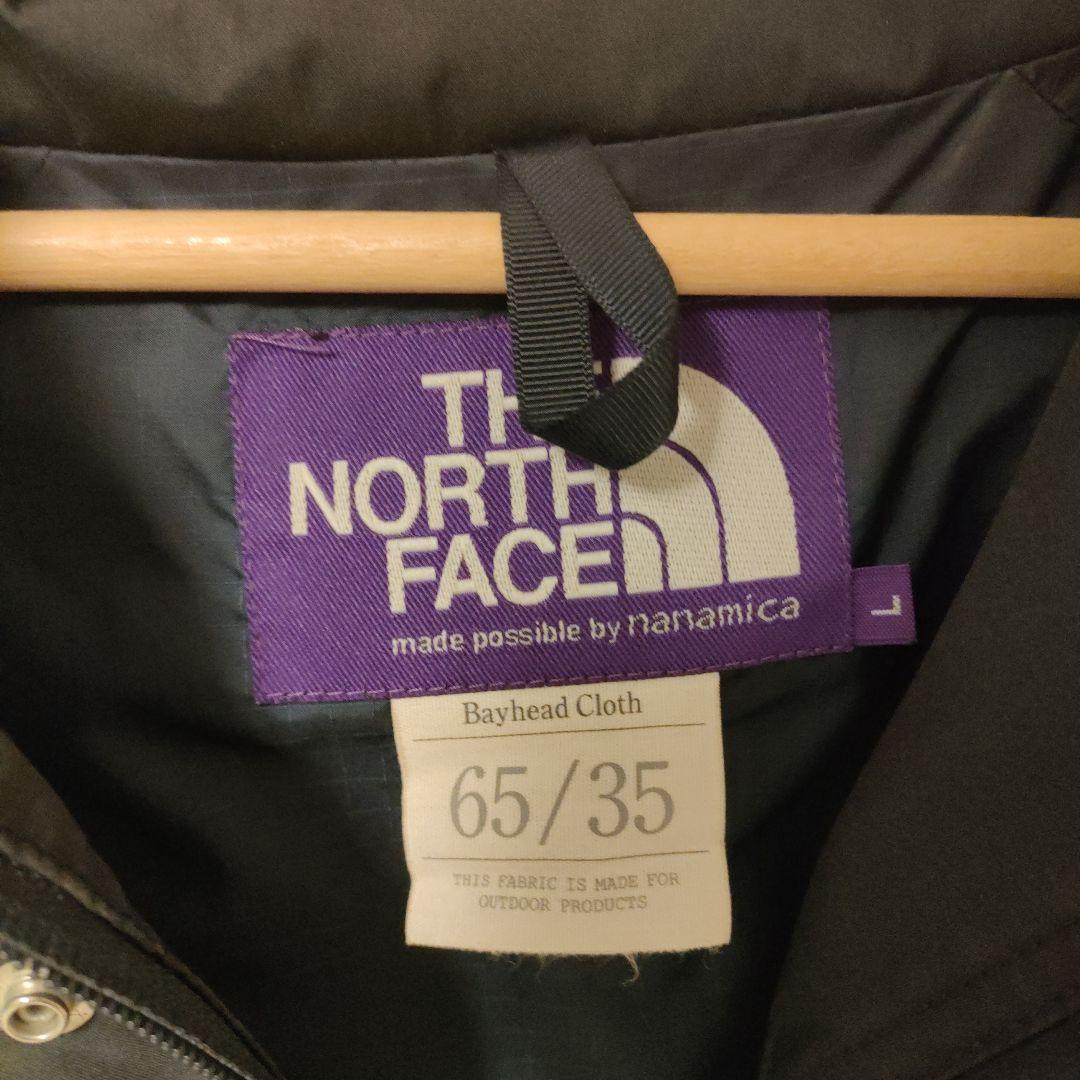 THE
NORTH
FACE
made possible by nanamica
L
Bayhead Cloth
65/35
THIS FABRIC IS MADE FOR
OUTDOOR PRODUCTS